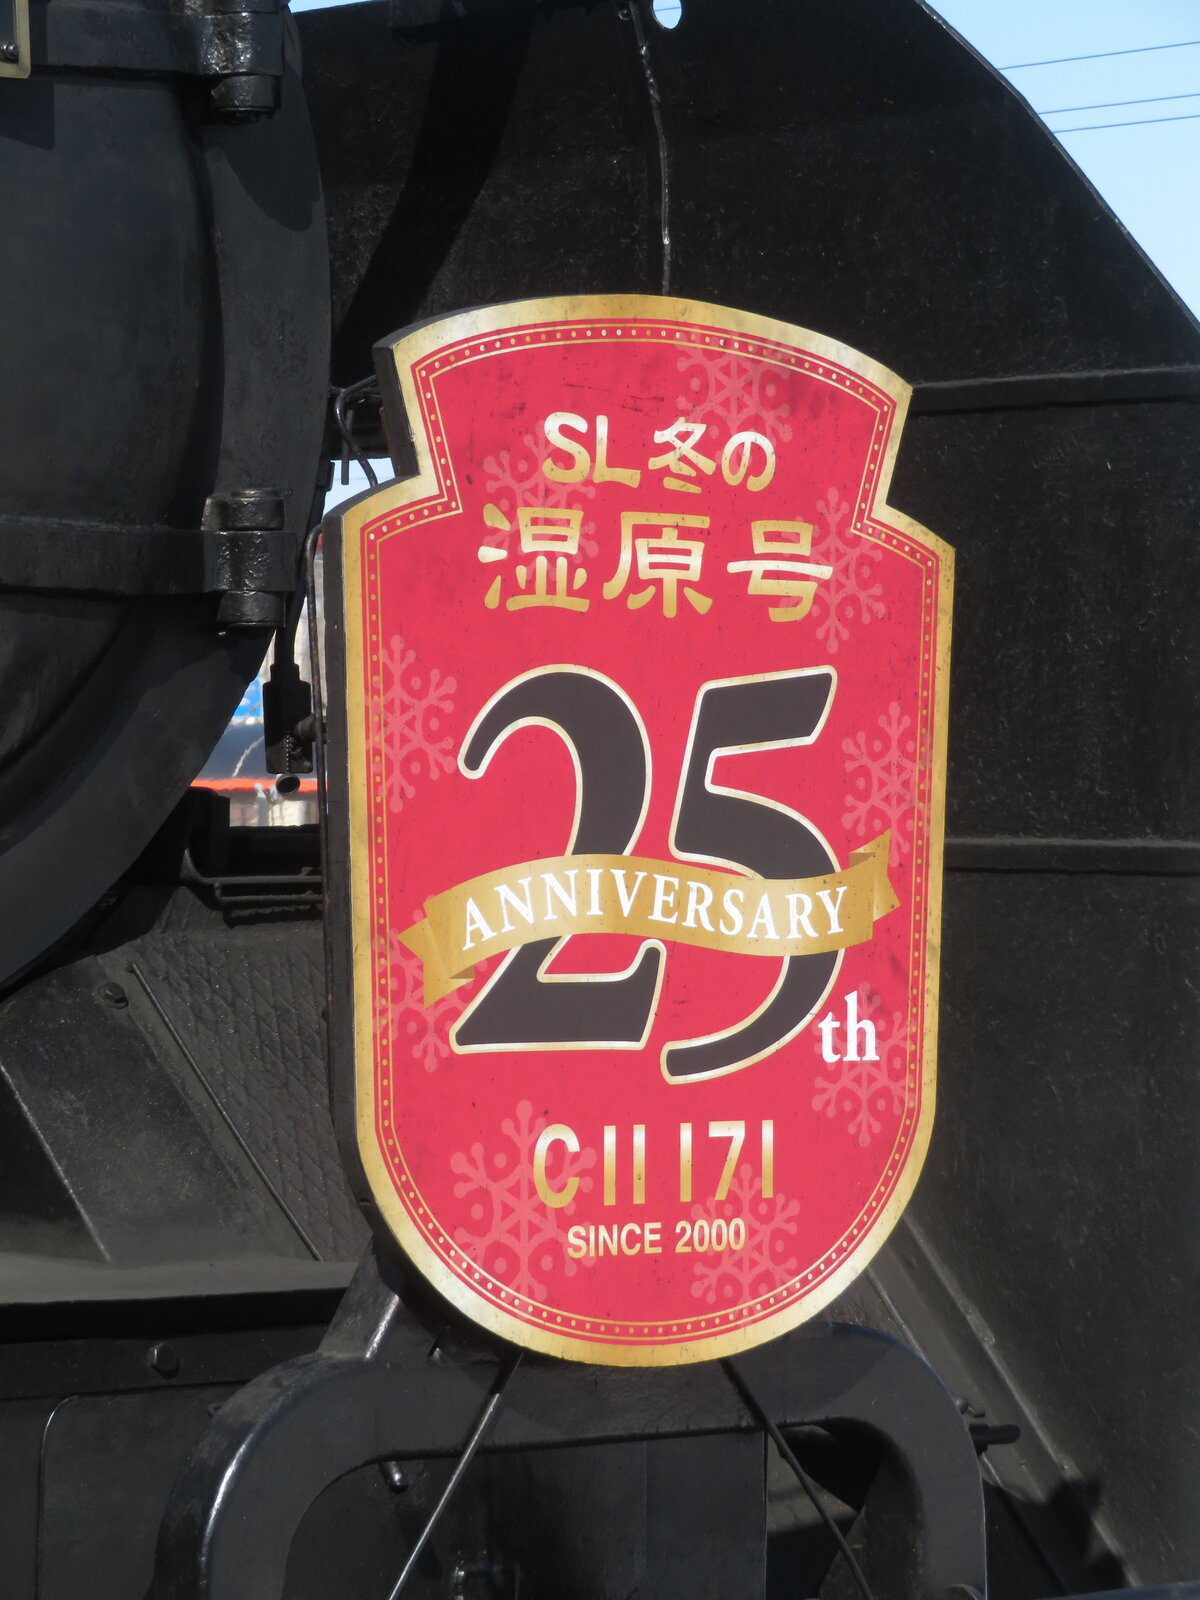 SL冬の
湿原号
25
ANNIVERSARY
th
C11 171
SINCE 2000